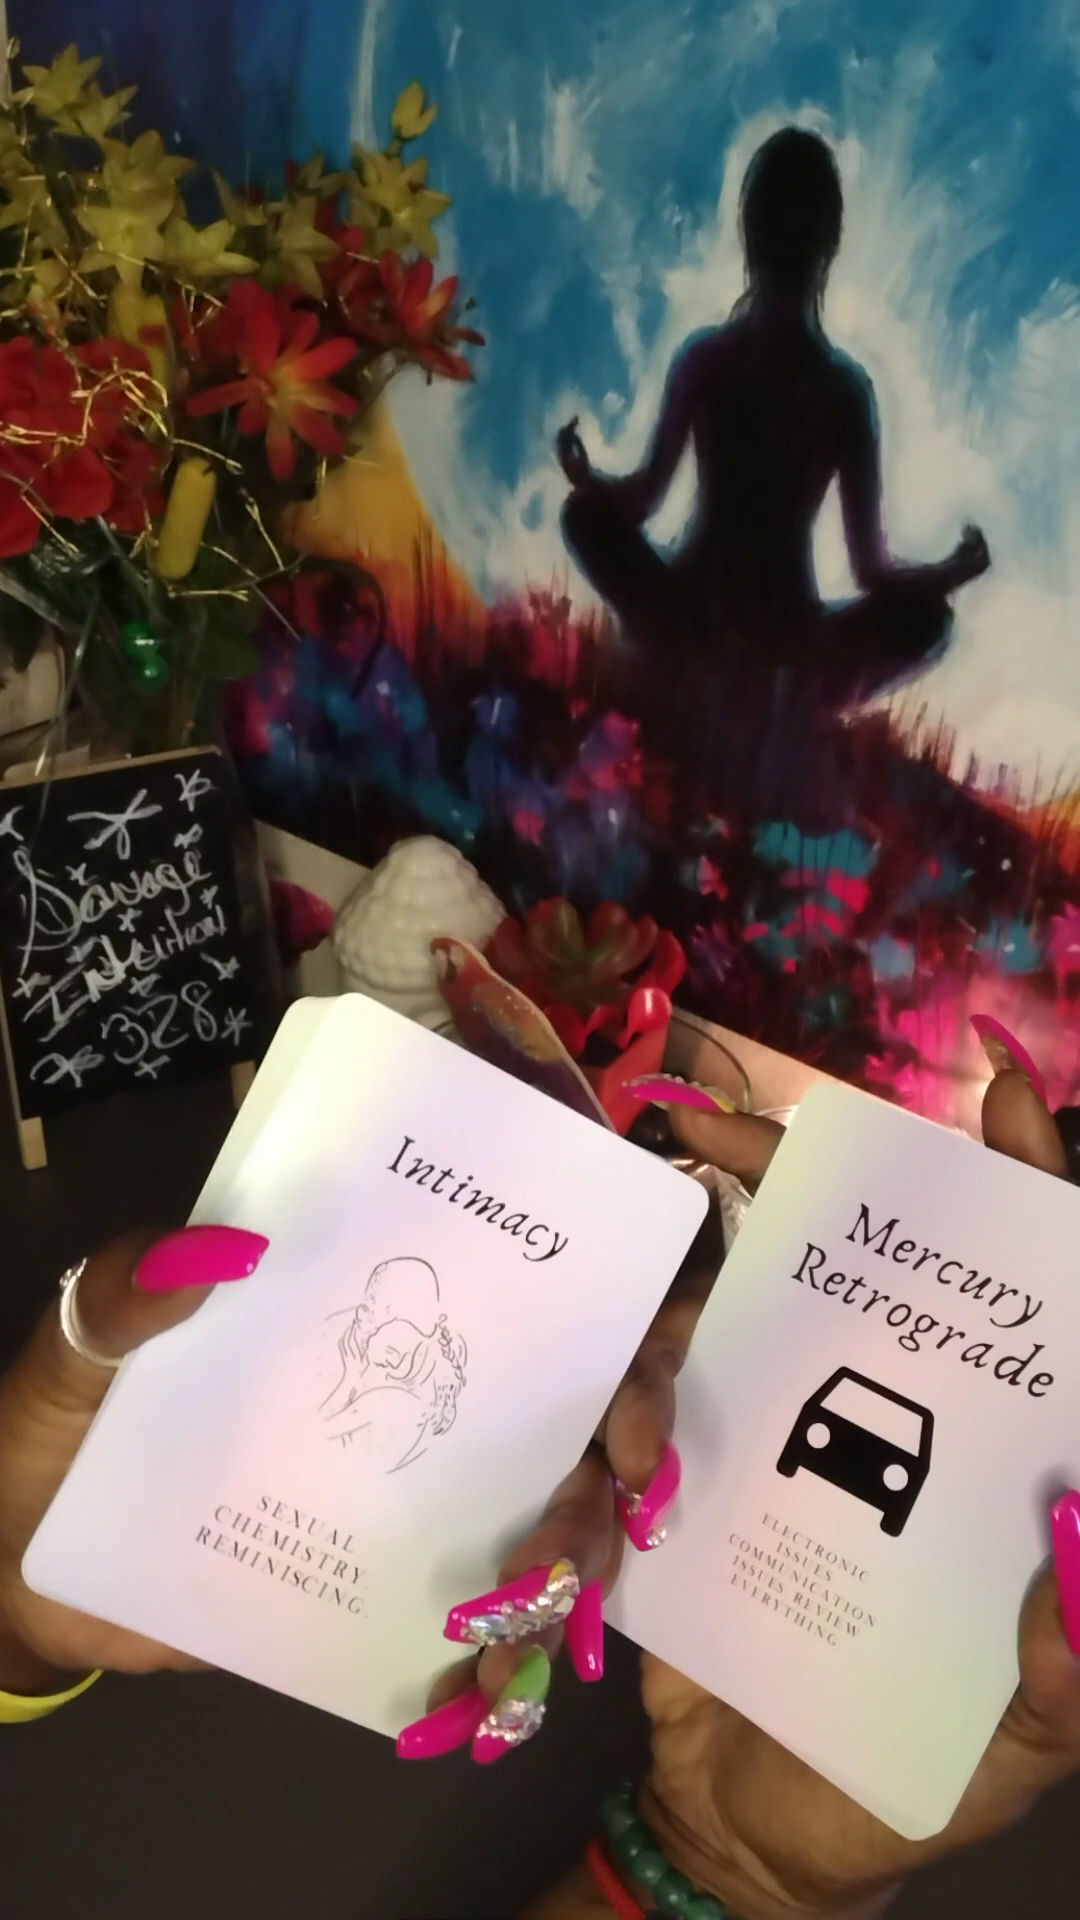 Savage
Intuition
328
Intimacy
SEXUAL
CHEMISTRY.
REMINISCING.
Mercury
Retrograde
ELECTRONIC
ISSUES
COMMUNICATION
ISSUES REVIEW
EVERYTHING